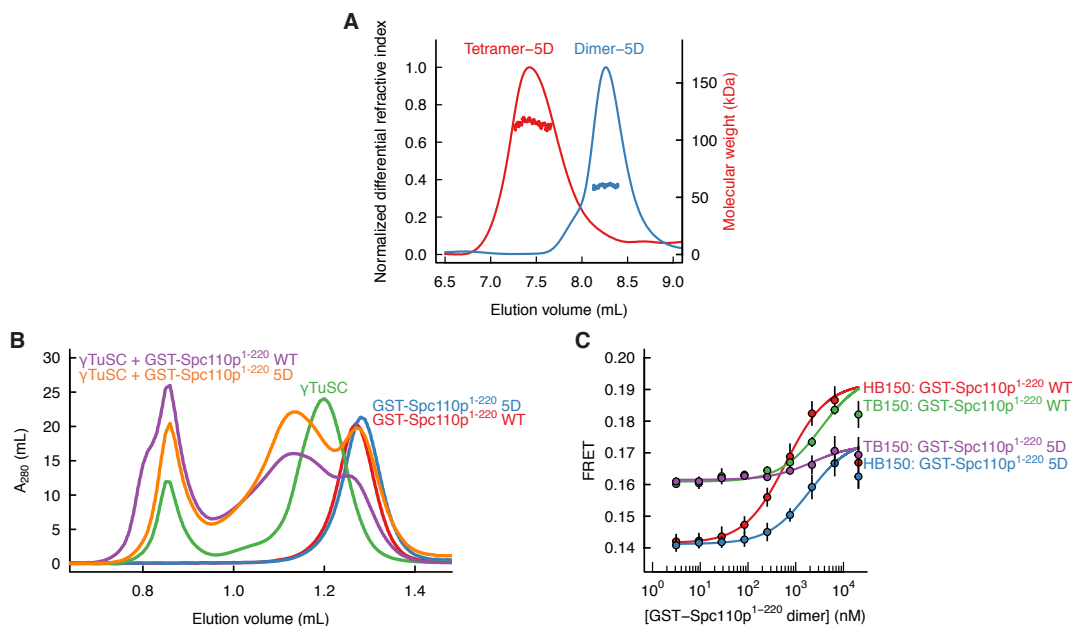 A
Tetramer–5D
Dimer–5D
Normalized differential refractive index
1.0
0.8
0.6
0.4
0.2
0.0
150
100
50
0
Molecular weight (kDa)
6.5 7.0 7.5 8.0 8.5 9.0
Elution volume (mL)
B
γTuSC + GST-Spc110p¹⁻²²⁰ WT
γTuSC + GST-Spc110p¹⁻²²⁰ 5D
γTuSC
GST-Spc110p¹⁻²²⁰ 5D
GST-Spc110p¹⁻²²⁰ WT
A₂₈₀ (mL)
30
25
20
15
10
5
0
0.8 1.0 1.2 1.4
Elution volume (mL)
C
FRET
0.20
0.19
0.18
0.17
0.16
0.15
0.14
HB150: GST-Spc110p¹⁻²²⁰ WT
TB150: GST-Spc110p¹⁻²²⁰ WT
TB150: GST-Spc110p¹⁻²²⁰ 5D
HB150: GST-Spc110p¹⁻²²⁰ 5D
10⁰ 10¹ 10² 10³ 10⁴
[GST–Spc110p¹⁻²²⁰ dimer] (nM)